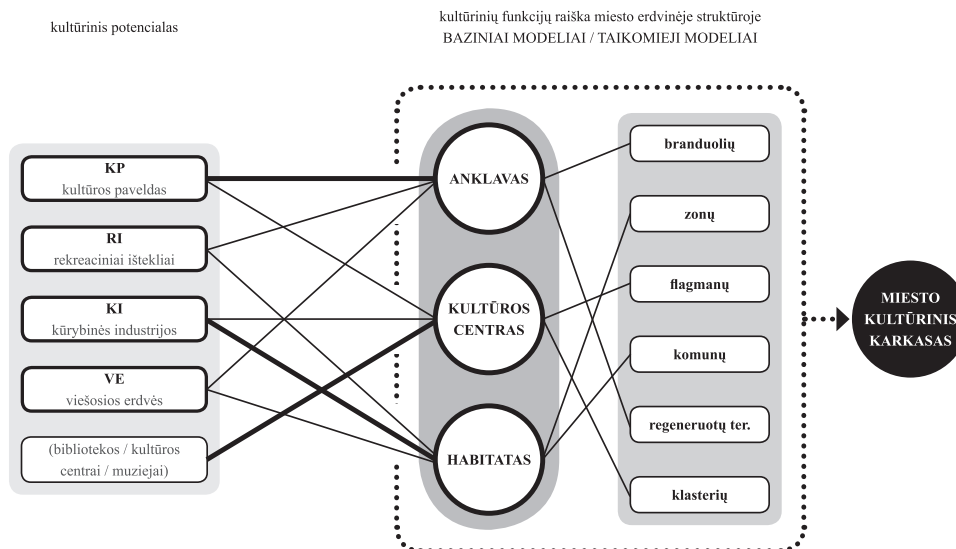 kultūrinis potencialas
kultūrinių funkcijų raiška miesto erdvinėje struktūroje
BAZINIAI MODELIAI / TAIKOMIEJI MODELIAI
KP
kultūros paveldas
RI
rekreaciniai ištekliai
KI
kūrybinės industrijos
VE
viešosios erdvės
(bibliotekos / kultūros
centrai / muziejai)
ANKLAVAS
KULTŪROS
CENTRAS
HABITATAS
branduolių
zonų
flagmanų
komunų
regeneruotų ter.
klasterių
MIESTO
KULTŪRINIS
KARKASAS